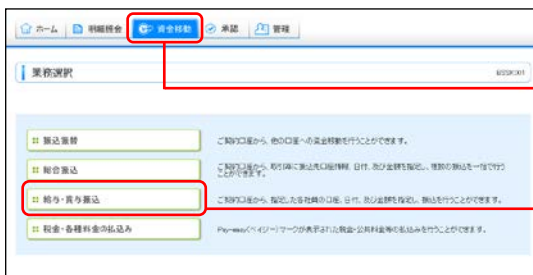 ホーム 明細照会 資金移動 承認 管理
業務選択
BZSK001
振込振替
ご契約口座から、他の口座への資金移動を行うことができます。
総合振込
ご契約口座から、取引毎に振込先口座情報、日付、及び金額を指定し、複数の振込を一括で行う
ことができます。
給与・賞与振込
ご契約口座から、指定した各社員の口座、日付、及び金額を指定し、振込を行うことができます。
税金・各種料金の払込み
Pay-easy(ペイジー)マークが表示された税金・公共料金等の払込みを行うことができます。